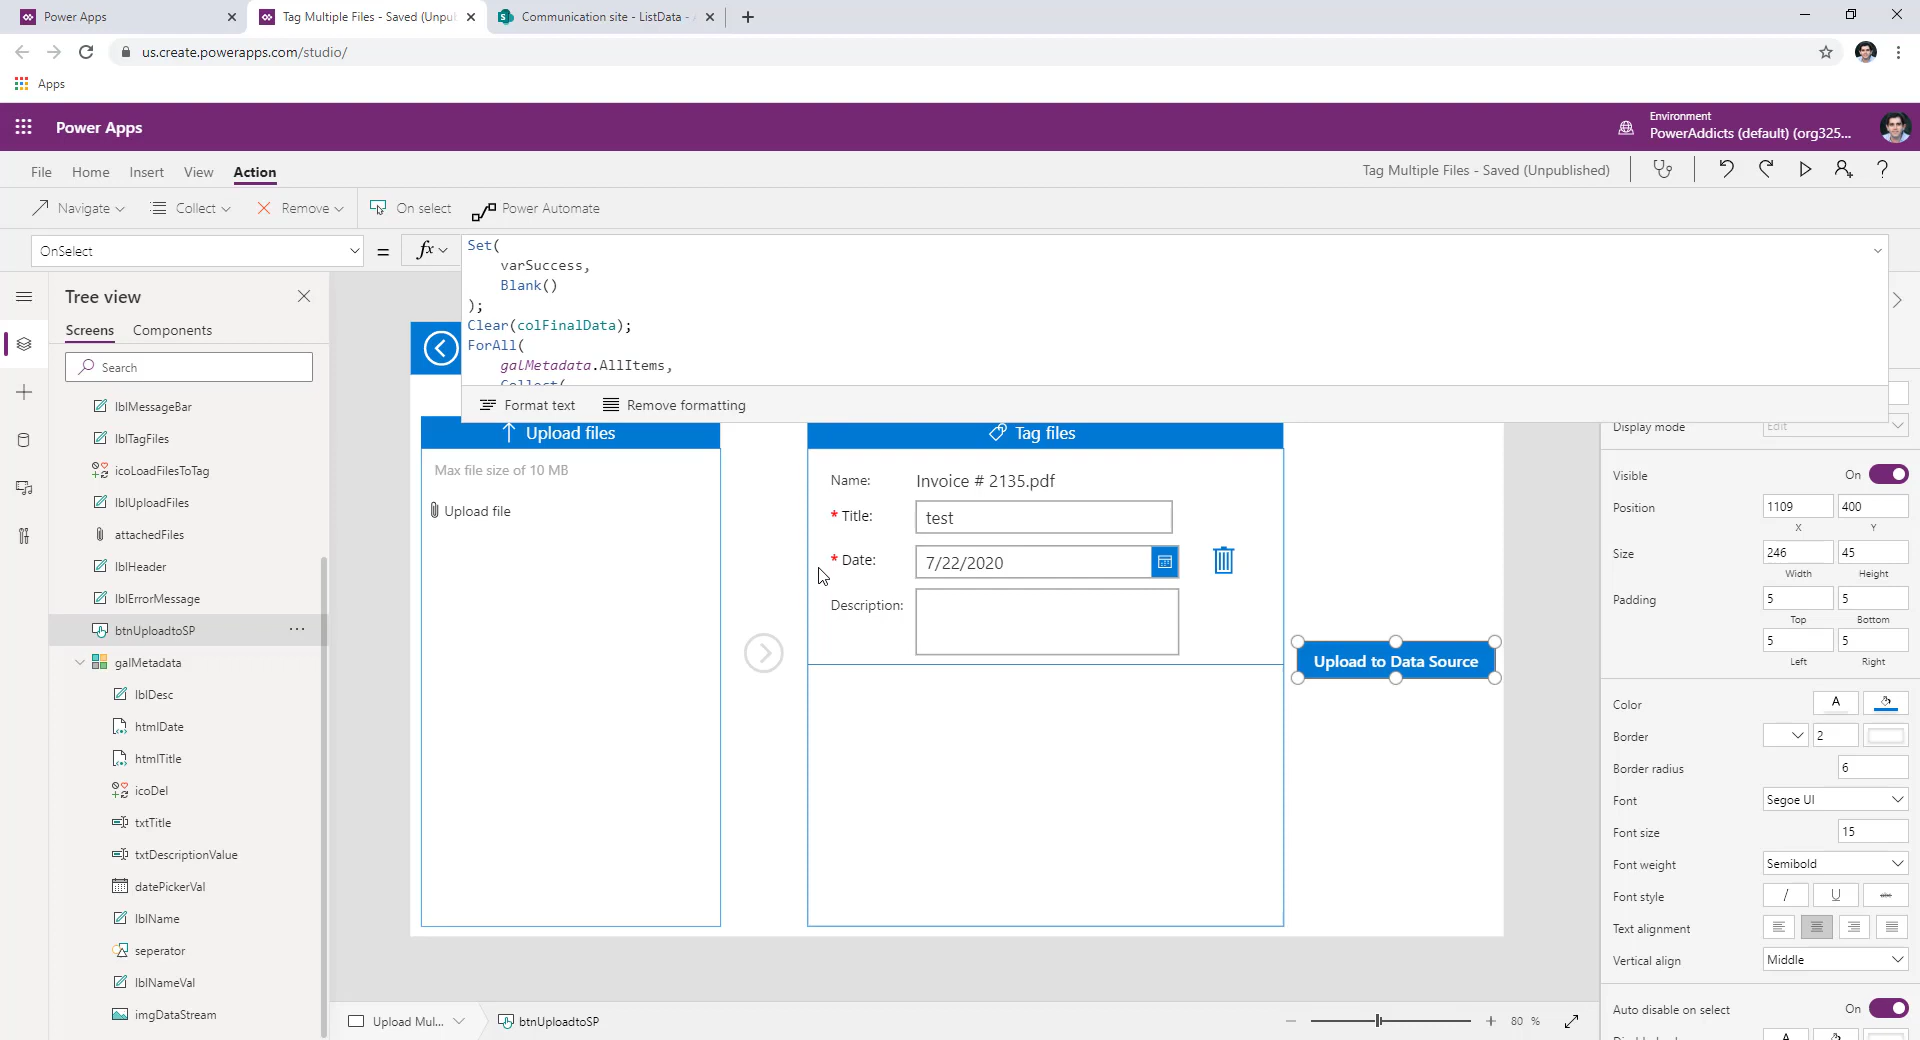 Power Apps
Tag Multiple Files - Saved (Unpub
Communication site - ListData -
us.create.powerapps.com/studio/
Apps
Power Apps
Environment
PowerAddicts (default) (org325...
File Home Insert View Action
Tag Multiple Files - Saved (Unpublished)
Navigate Collect Remove On select Power Automate
OnSelect = fx
Set(
varSuccess,
Blank()
);
Clear(colFinalData);
ForAll(
galMetadata.AllItems,
Collect(
Format text Remove formatting
Tree view
Screens Components
Search
lblMessageBar
lblTagFiles
icoLoadFilesToTag
lblUploadFiles
attachedFiles
lblHeader
lblErrorMessage
btnUploadtoSP ...
galMetadata
lblDesc
htmlDate
htmlTitle
icoDel
txtTitle
txtDescriptionValue
datePickerVal
lblName
seperator
lblNameVal
imgDataStream
Upload files
Max file size of 10 MB
Upload file
Tag files
Name: Invoice # 2135.pdf
* Title: test
* Date: 7/22/2020
Description:
Upload to Data Source
Display mode Edit
Visible On
Position 1109 400
X Y
Size 246 45
Width Height
Padding 5 5
Top Bottom
5 5
Left Right
Color A
Border 2
Border radius 6
Font Segoe UI
Font size 15
Font weight Semibold
Font style / U abc
Text alignment
Vertical align Middle
Auto disable on select On
Upload Mul... btnUploadtoSP
80 %